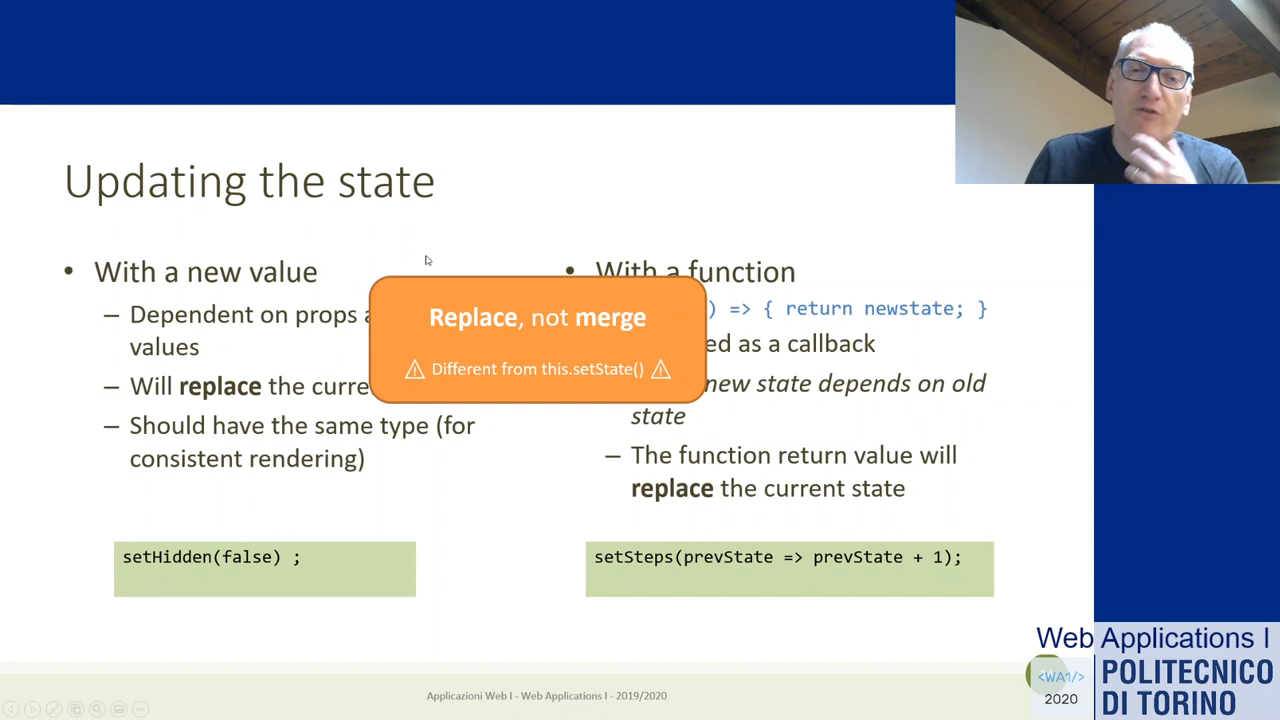 Updating the state
• With a new value
– Dependent on props
values
– Will replace the curre
– Should have the same type (for
consistent rendering)
setHidden(false) ;
Replace, not merge
⚠ Different from this.setState() ⚠
• With a function
) => { return newstate; }
ed as a callback
new state depends on old
state
– The function return value will
replace the current state
setSteps(prevState => prevState + 1);
Applicazioni Web I - Web Applications I - 2019/2020
Web Applications I
<WA1/>
2020
POLITECNICO
DI TORINO